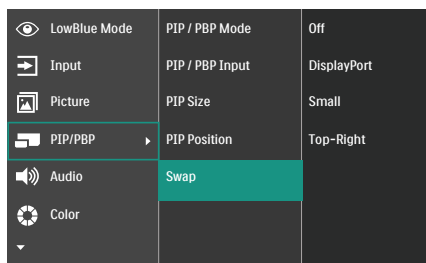 LowBlue Mode
Input
Picture
PIP/PBP
Audio
Color
PIP / PBP Mode
PIP / PBP Input
PIP Size
PIP Position
Swap
Off
DisplayPort
Small
Top-Right